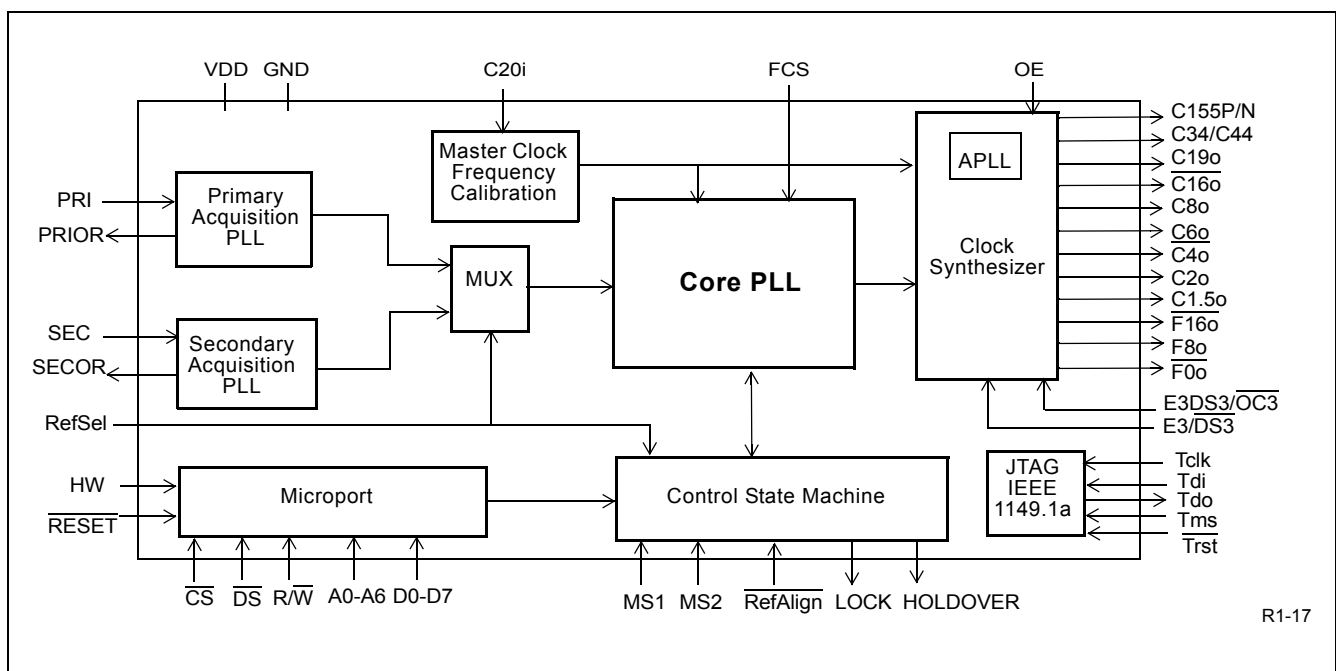 VDD GND C20i FCS OE
Master Clock
Frequency
Calibration
APLL
Clock
Synthesizer
C155P/N
C34/C44
C19o
C16o
C8o
C6o
C4o
C2o
C1.5o
F16o
F8o
F0o
E3DS3/OC3
E3/DS3
PRI
PRIOR
Primary
Acquisition
PLL
MUX
Core PLL
SEC
SECOR
Secondary
Acquisition
PLL
RefSel
HW
RESET
Microport
Control State Machine
JTAG
IEEE
1149.1a
Tclk
Tdi
Tdo
Tms
Trst
CS DS R/W A0-A6 D0-D7
MS1 MS2 RefAlign LOCK HOLDOVER
R1-17